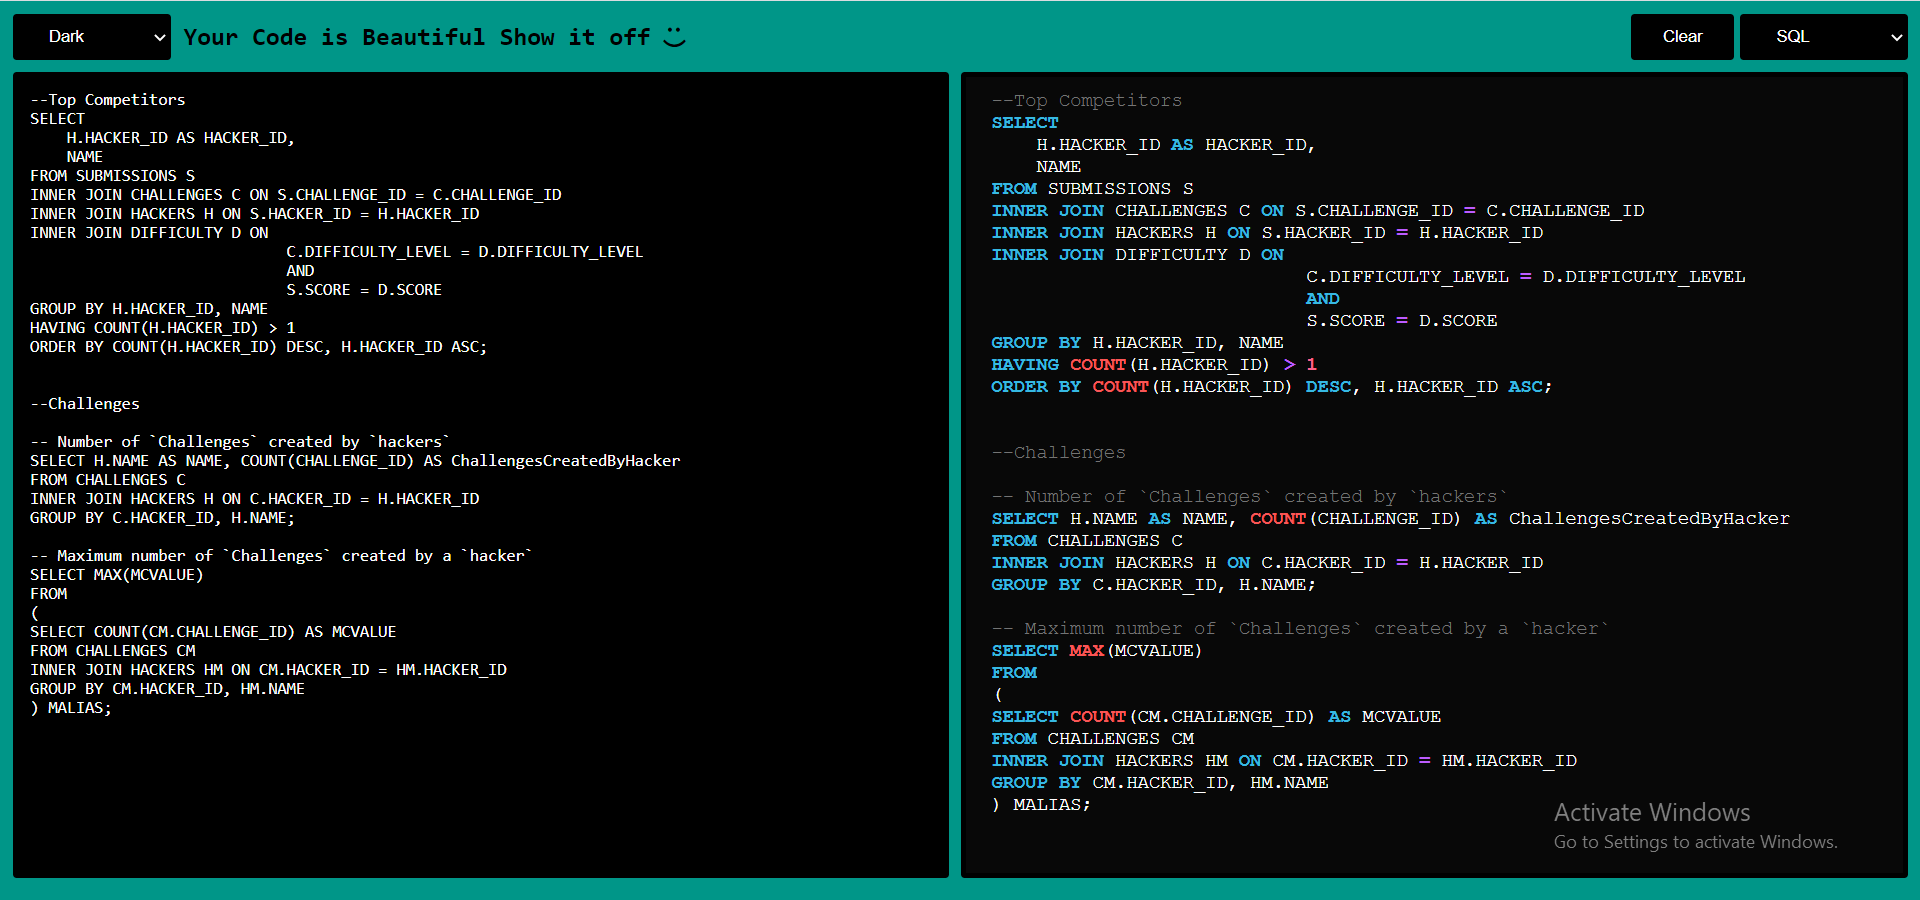 Dark
Your Code is Beautiful Show it off
Clear
SQL
--Top Competitors
SELECT
    H.HACKER_ID AS HACKER_ID,
    NAME
FROM SUBMISSIONS S
INNER JOIN CHALLENGES C ON S.CHALLENGE_ID = C.CHALLENGE_ID
INNER JOIN HACKERS H ON S.HACKER_ID = H.HACKER_ID
INNER JOIN DIFFICULTY D ON
                            C.DIFFICULTY_LEVEL = D.DIFFICULTY_LEVEL
                            AND
                            S.SCORE = D.SCORE
GROUP BY H.HACKER_ID, NAME
HAVING COUNT(H.HACKER_ID) > 1
ORDER BY COUNT(H.HACKER_ID) DESC, H.HACKER_ID ASC;
--Challenges
-- Number of `Challenges` created by `hackers`
SELECT H.NAME AS NAME, COUNT(CHALLENGE_ID) AS ChallengesCreatedByHacker
FROM CHALLENGES C
INNER JOIN HACKERS H ON C.HACKER_ID = H.HACKER_ID
GROUP BY C.HACKER_ID, H.NAME;
-- Maximum number of `Challenges` created by a `hacker`
SELECT MAX(MCVALUE)
FROM
(
SELECT COUNT(CM.CHALLENGE_ID) AS MCVALUE
FROM CHALLENGES CM
INNER JOIN HACKERS HM ON CM.HACKER_ID = HM.HACKER_ID
GROUP BY CM.HACKER_ID, HM.NAME
) MALIAS;
--Top Competitors
SELECT
    H.HACKER_ID AS HACKER_ID,
    NAME
FROM SUBMISSIONS S
INNER JOIN CHALLENGES C ON S.CHALLENGE_ID = C.CHALLENGE_ID
INNER JOIN HACKERS H ON S.HACKER_ID = H.HACKER_ID
INNER JOIN DIFFICULTY D ON
                            C.DIFFICULTY_LEVEL = D.DIFFICULTY_LEVEL
                            AND
                            S.SCORE = D.SCORE
GROUP BY H.HACKER_ID, NAME
HAVING COUNT(H.HACKER_ID) > 1
ORDER BY COUNT(H.HACKER_ID) DESC, H.HACKER_ID ASC;
--Challenges
-- Number of `Challenges` created by `hackers`
SELECT H.NAME AS NAME, COUNT(CHALLENGE_ID) AS ChallengesCreatedByHacker
FROM CHALLENGES C
INNER JOIN HACKERS H ON C.HACKER_ID = H.HACKER_ID
GROUP BY C.HACKER_ID, H.NAME;
-- Maximum number of `Challenges` created by a `hacker`
SELECT MAX(MCVALUE)
FROM
(
SELECT COUNT(CM.CHALLENGE_ID) AS MCVALUE
FROM CHALLENGES CM
INNER JOIN HACKERS HM ON CM.HACKER_ID = HM.HACKER_ID
GROUP BY CM.HACKER_ID, HM.NAME
) MALIAS;
Activate Windows
Go to Settings to activate Windows.